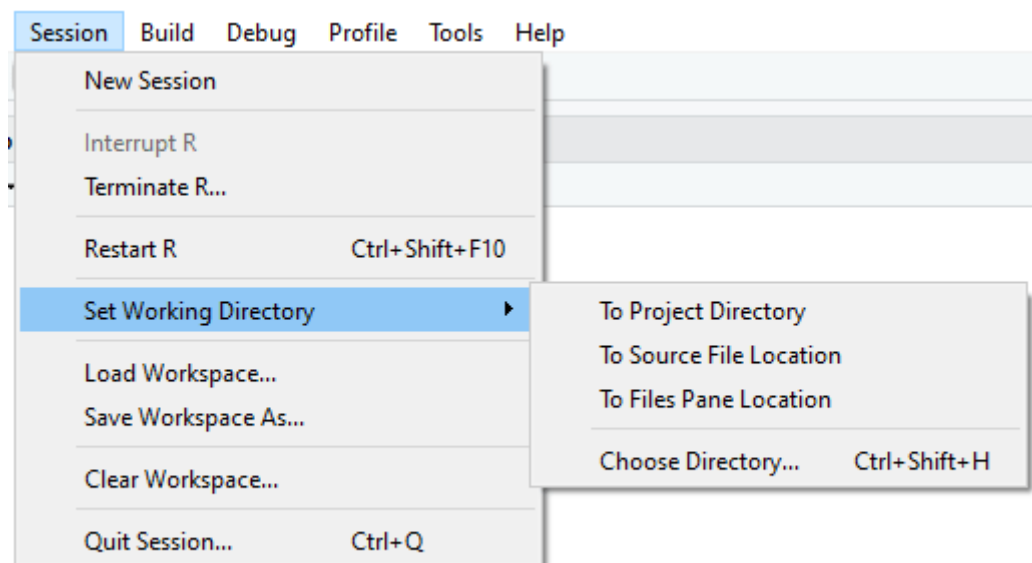 Session Build Debug Profile Tools Help
New Session
Interrupt R
Terminate R...
Restart R Ctrl+Shift+F10
Set Working Directory
To Project Directory
To Source File Location
To Files Pane Location
Choose Directory... Ctrl+Shift+H
Load Workspace...
Save Workspace As...
Clear Workspace...
Quit Session... Ctrl+Q